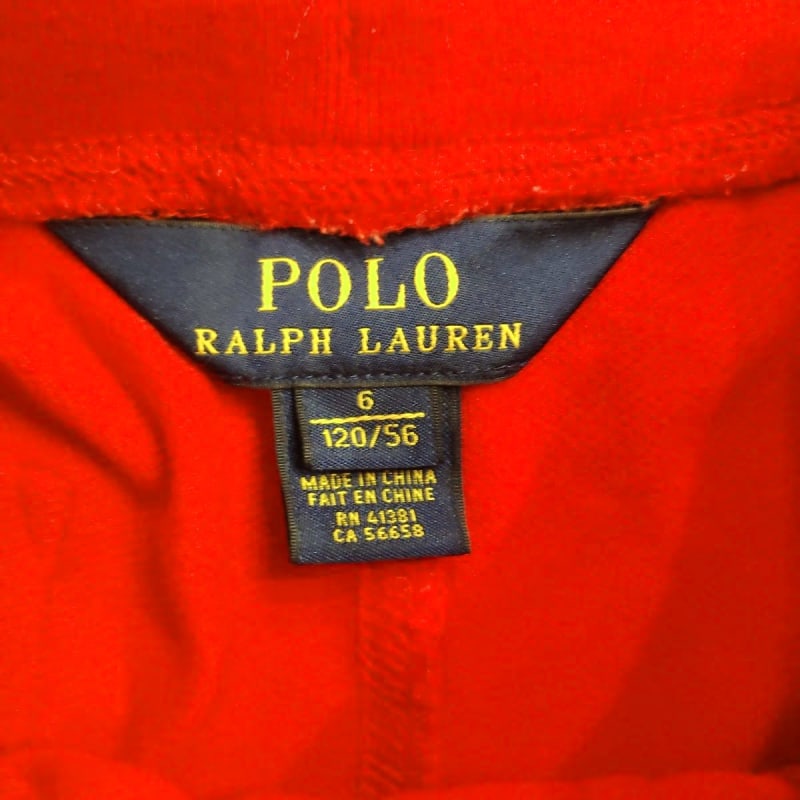 POLO
RALPH LAUREN
6
120/56
MADE IN CHINA
FAIT EN CHINE
RN 41381
CA 56658